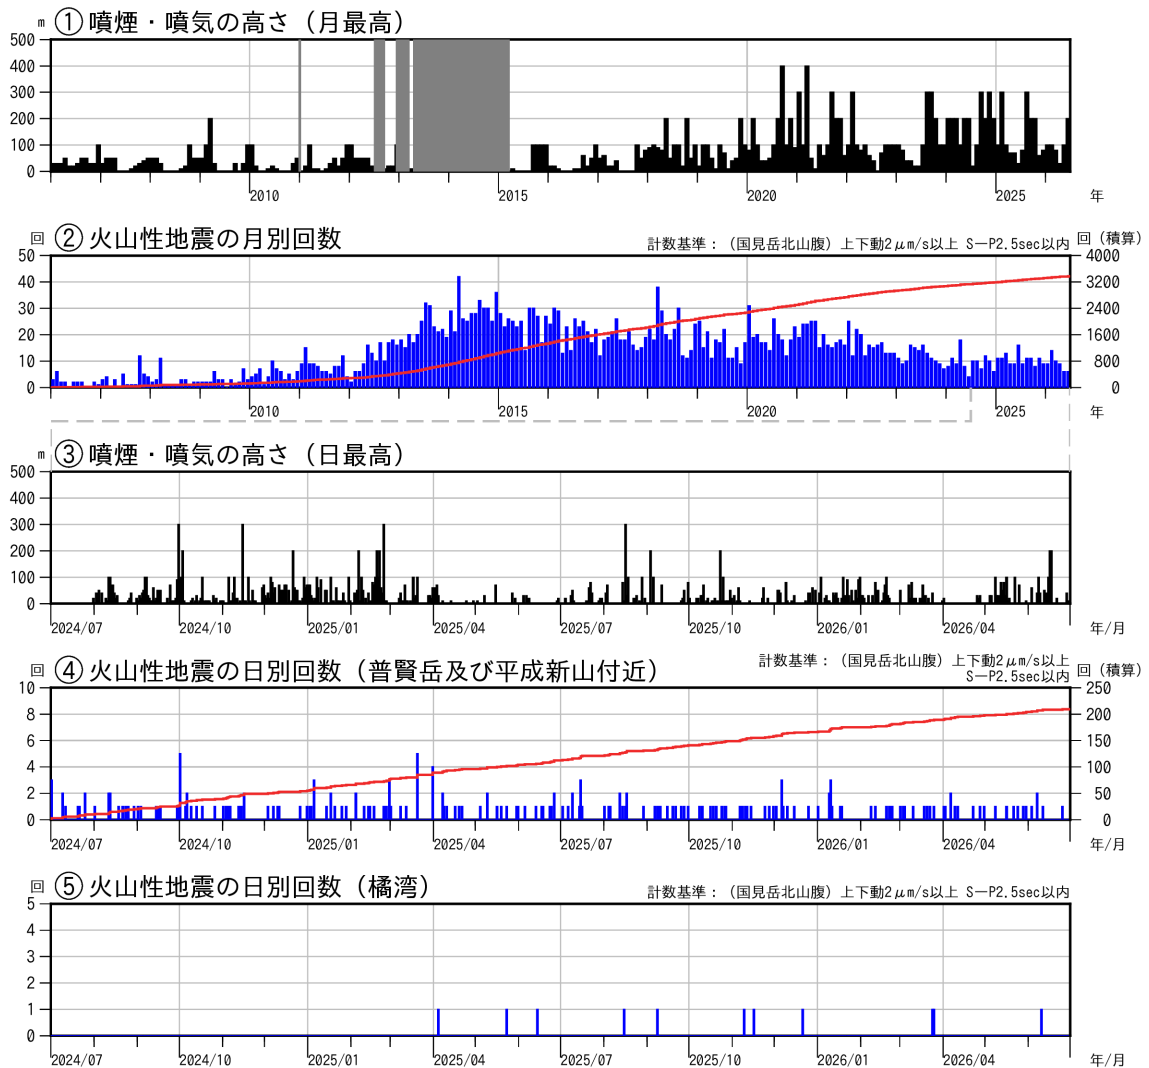 m ①噴煙・噴気の高さ（月最高）
500
400
300
200
100
0
2010 2015 2020 2025 年
回 ②火山性地震の月別回数 計数基準：（国見岳北山腹）上下動2μm/s以上 S－P2.5sec以内 回（積算）
50 4000
40 3200
30 2400
20 1600
10 800
0 0
2010 2015 2020 2025 年
m ③噴煙・噴気の高さ（日最高）
500
400
300
200
100
0
2024/07 2024/10 2025/01 2025/04 2025/07 2025/10 2026/01 2026/04 年/月
回 ④火山性地震の日別回数（普賢岳及び平成新山付近） 計数基準：（国見岳北山腹）上下動2μm/s以上
S－P2.5sec以内 回（積算）
10 250
8 200
6 150
4 100
2 50
0 0
2024/07 2024/10 2025/01 2025/04 2025/07 2025/10 2026/01 2026/04 年/月
回 ⑤火山性地震の日別回数（橘湾） 計数基準：（国見岳北山腹）上下動2μm/s以上 S－P2.5sec以内
5
4
3
2
1
0
2024/07 2024/10 2025/01 2025/04 2025/07 2025/10 2026/01 2026/04 年/月